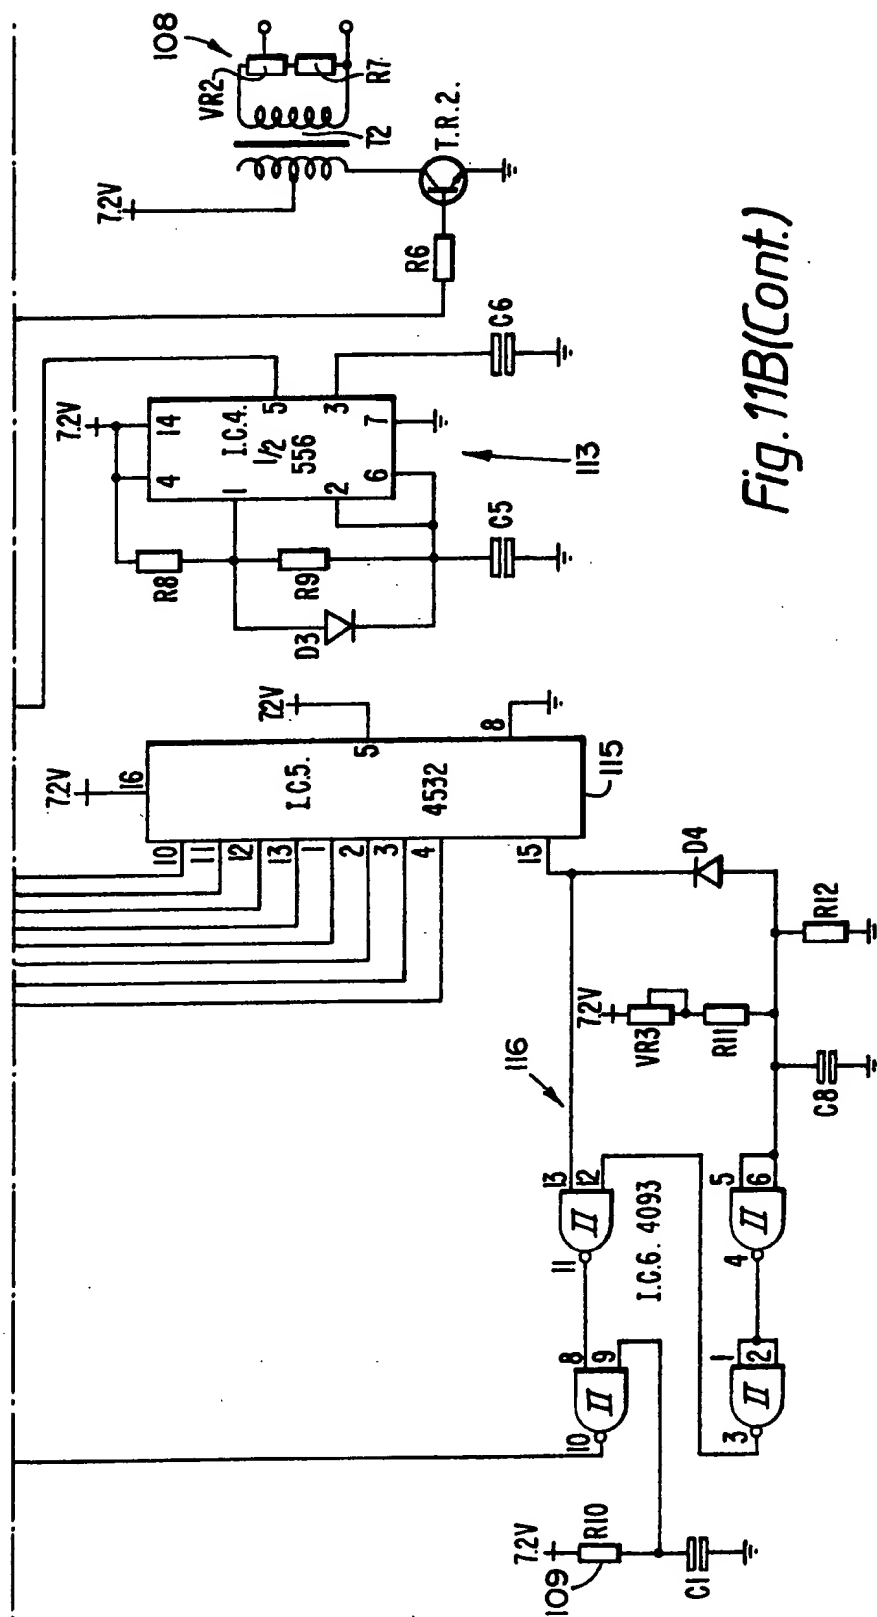 108
VR2
R7
T2
T.R.2.
7.2V
R6
C6
7.2V
14
4
5
3
I.C.4.
1/2
556
1
2
6
7
113
R8
R9
D3
C5
7.2V
16
7.2V
5
8
I.C.5.
4532
10
11
12
13
1
2
3
4
15
115
D4
R12
7.2V
VR3
R11
C8
116
13
12
11
I.C.6. 4093
5
6
4
8
9
10
1
2
3
7.2V
R10
109
C1
Fig. 11B(Cont.)